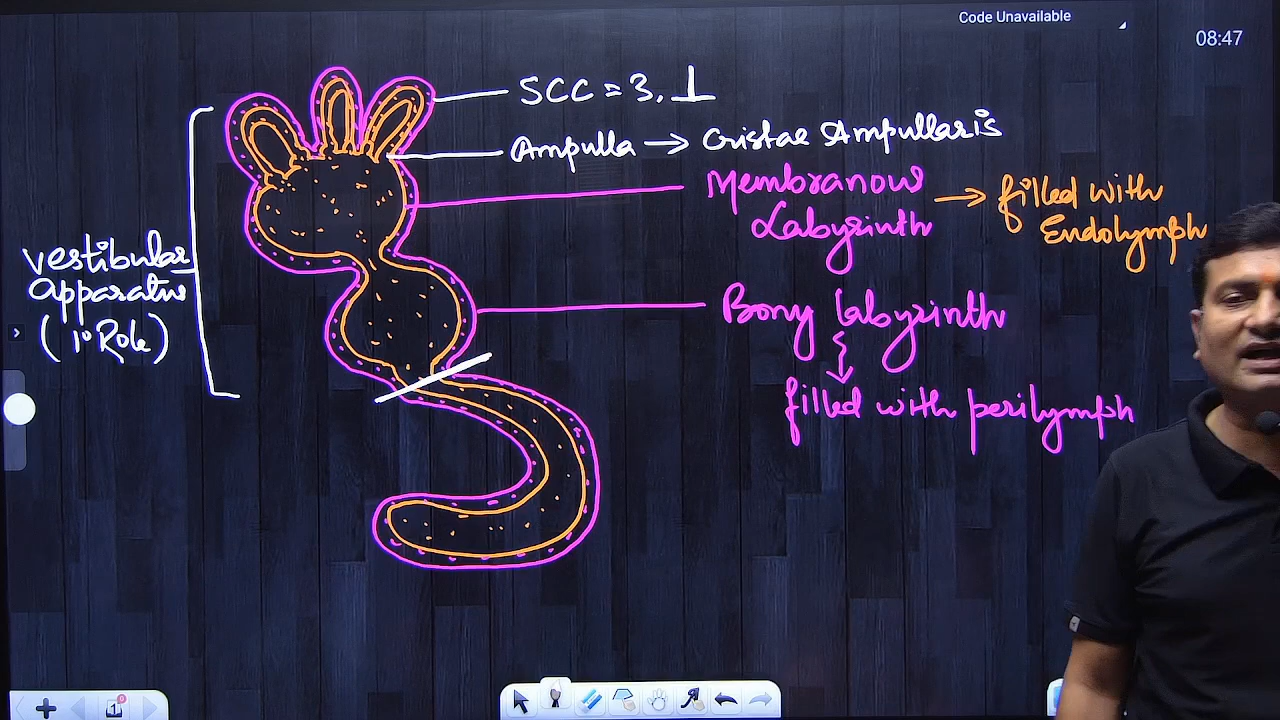 Code Unavailable
08:47
SCC = 3, ⊥
Ampulla → Cristae Ampullaris
Membranous → filled with
Labyrinth Endolymph
Vestibular
Apparatus
(1° Role)
Bony labyrinth
filled with perilymph
1